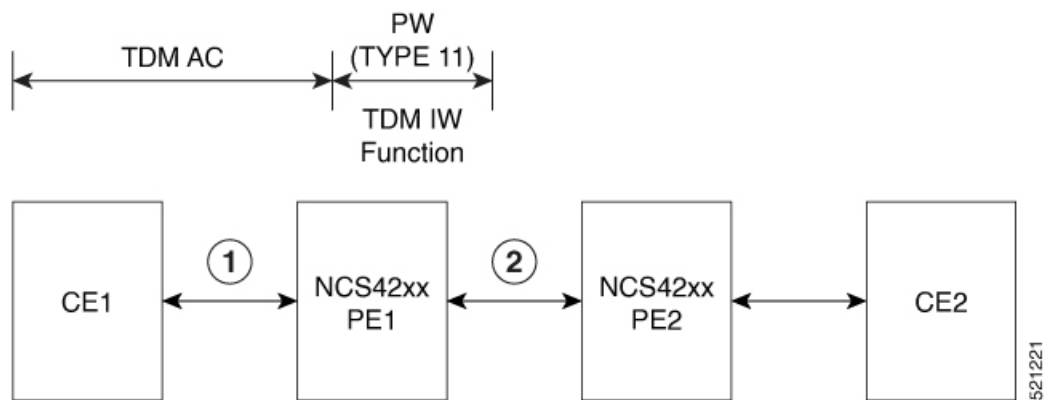 TDM AC
PW
(TYPE 11)
TDM IW
Function
1
2
CE1
NCS42xx
PE1
NCS42xx
PE2
CE2
521221